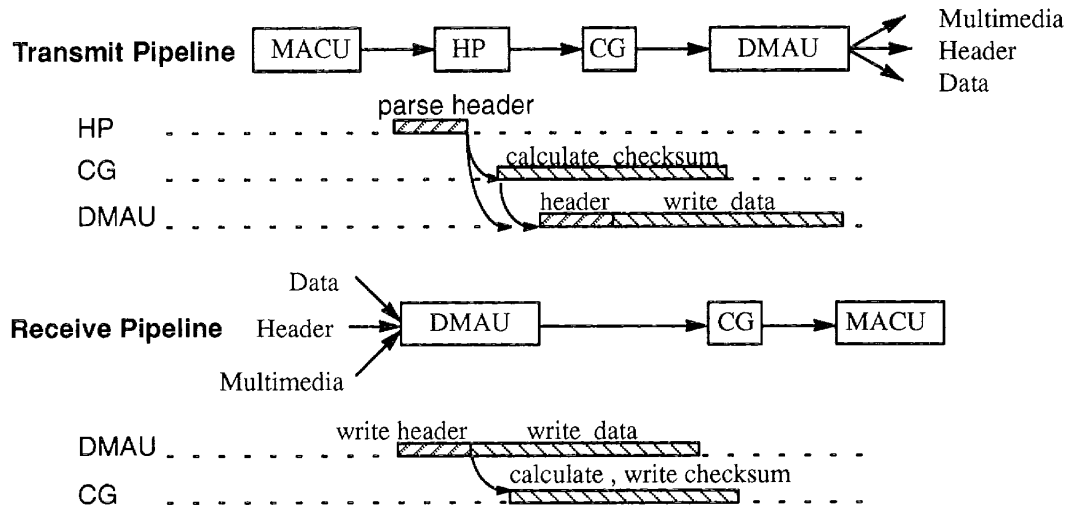 Transmit Pipeline
MACU
HP
CG
DMAU
Multimedia
Header
Data
parse header
HP
calculate checksum
CG
header
write data
DMAU
Receive Pipeline
Data
Header
Multimedia
DMAU
CG
MACU
write header
write data
DMAU
calculate , write checksum
CG